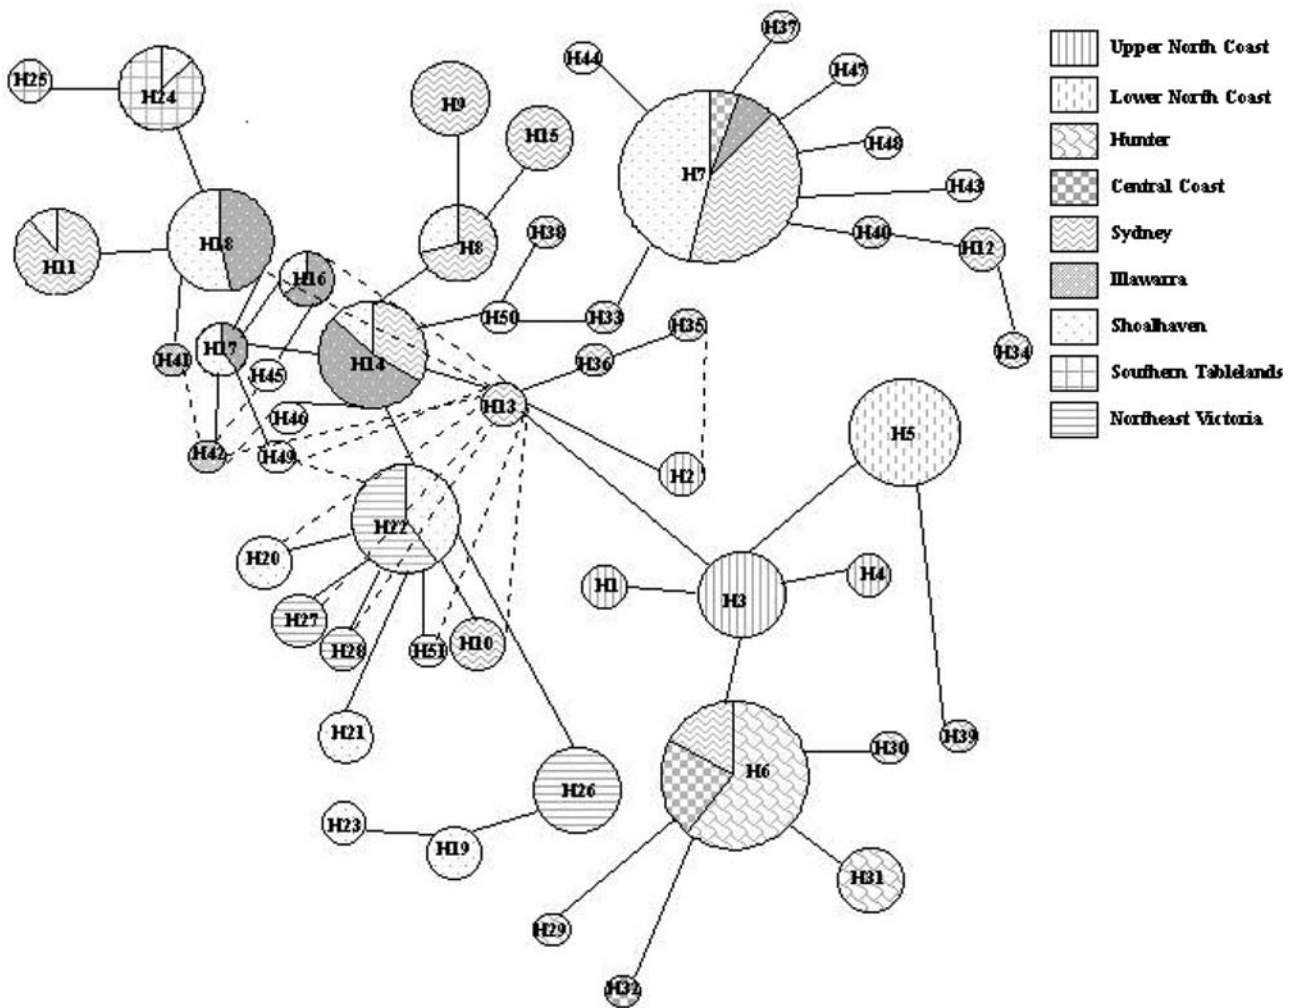 H37
H44
H47
H25
H24
H9
H15
H7
H48
H43
H18
H11
H16
H8
H38
H40
H12
H50
H33
H35
H34
H41
H17
H45
H14
H36
H46
H13
H5
H42
H49
H2
H22
H20
H1
H3
H4
H27
H28
H51
H10
H21
H39
H30
H6
H26
H23
H19
H31
H29
H32
Upper North Coast
Lower North Coast
Hunter
Central Coast
Sydney
Illawarra
Shoalhaven
Southern Tablelands
Northeast Victoria